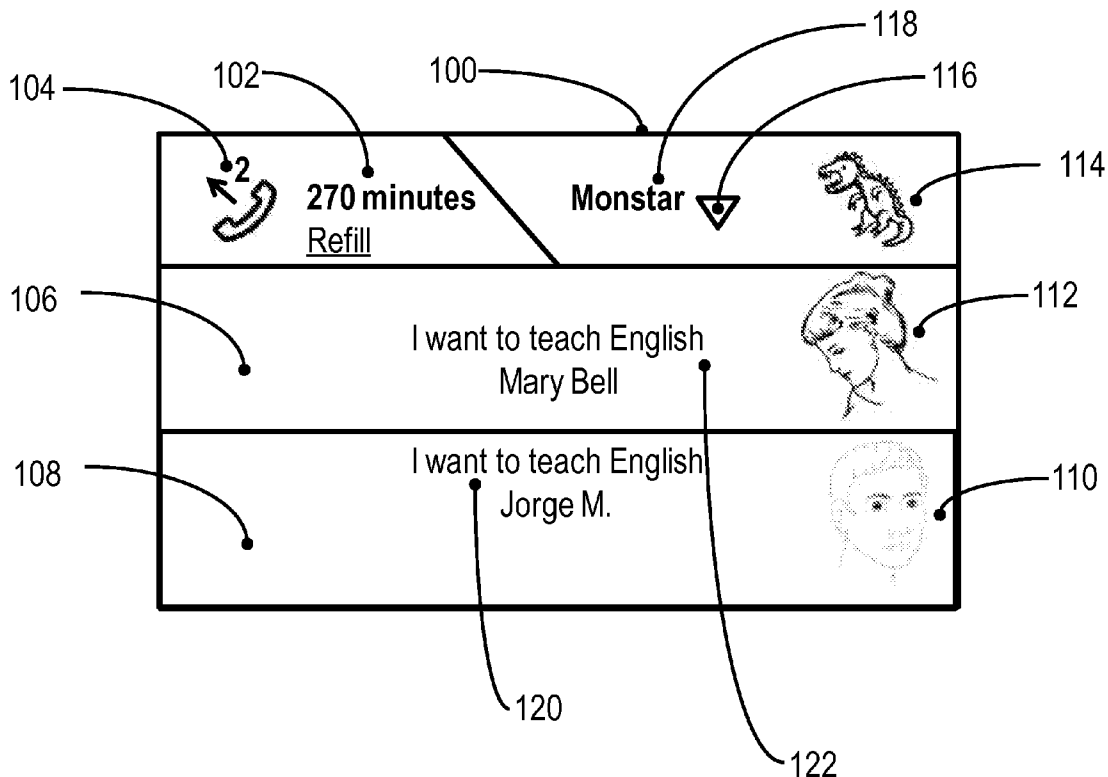 118
100
116
102
104
2
270 minutes
Refill
Monstar
114
106
112
I want to teach English
Mary Bell
108
I want to teach English
Jorge M.
110
120
122